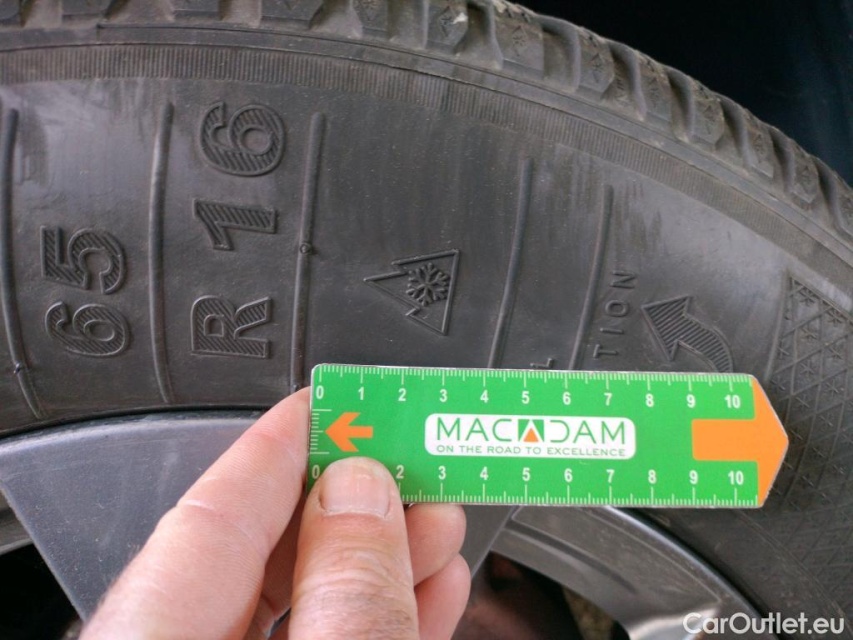 65 R16
TION
0 1 2 3 4 5 6 7 8 9 10
MACADAM
ON THE ROAD TO EXCELLENCE
0 2 3 4 5 6 7 8 9 10
CarOutlet.eu